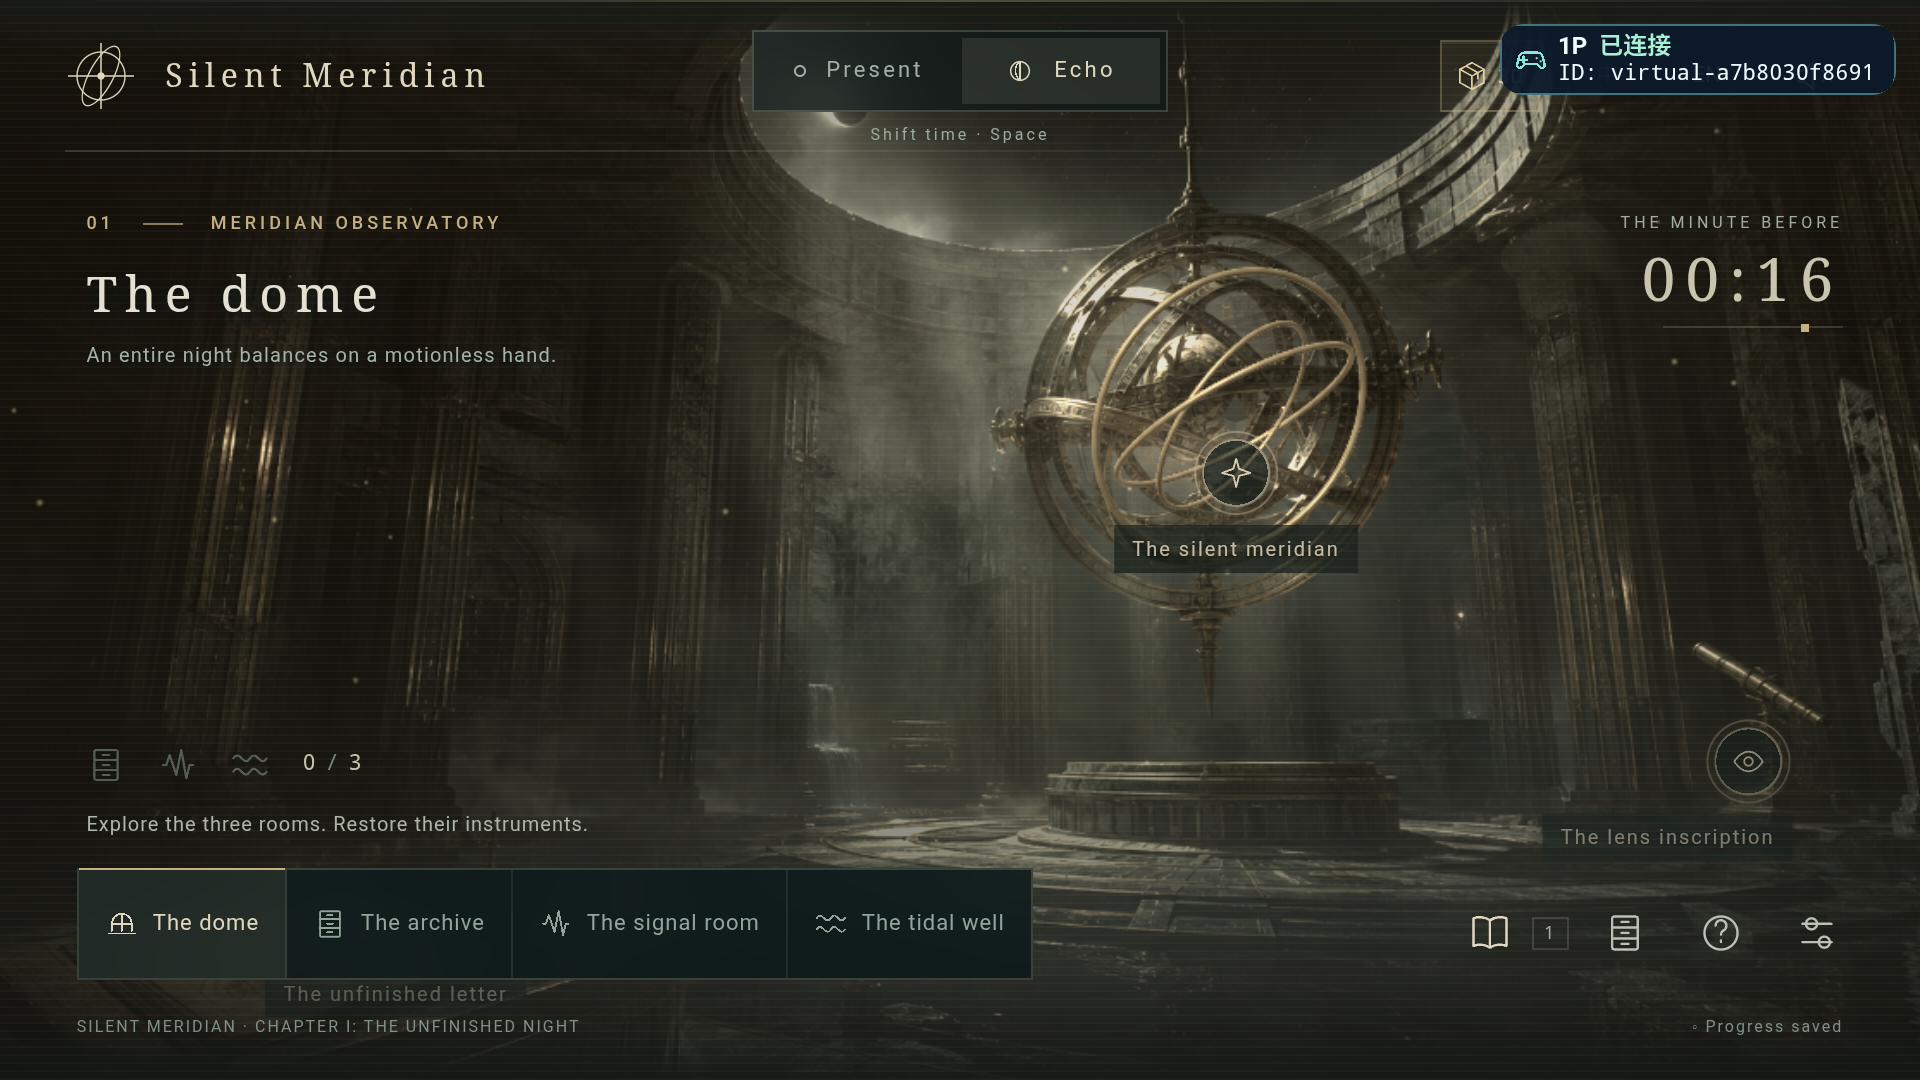 Silent Meridian
Present
Echo
Shift time · Space
1P 已连接
ID: virtual-a7b8030f8691
01 MERIDIAN OBSERVATORY
The dome
An entire night balances on a motionless hand.
THE MINUTE BEFORE
00:16
The silent meridian
0 / 3
Explore the three rooms. Restore their instruments.
The lens inscription
The dome
The archive
The signal room
The tidal well
1
The unfinished letter
SILENT MERIDIAN · CHAPTER I: THE UNFINISHED NIGHT
Progress saved